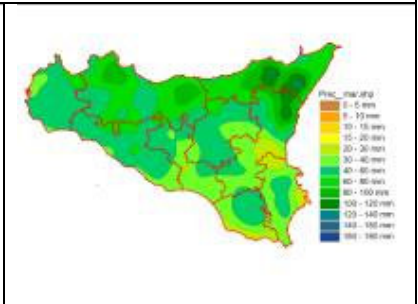 Prec_mar.shp
0 - 5 mm
5 - 10 mm
10 - 15 mm
15 - 20 mm
20 - 30 mm
30 - 40 mm
40 - 60 mm
60 - 80 mm
80 - 100 mm
100 - 120 mm
120 - 140 mm
140 - 160 mm
160 - 180 mm